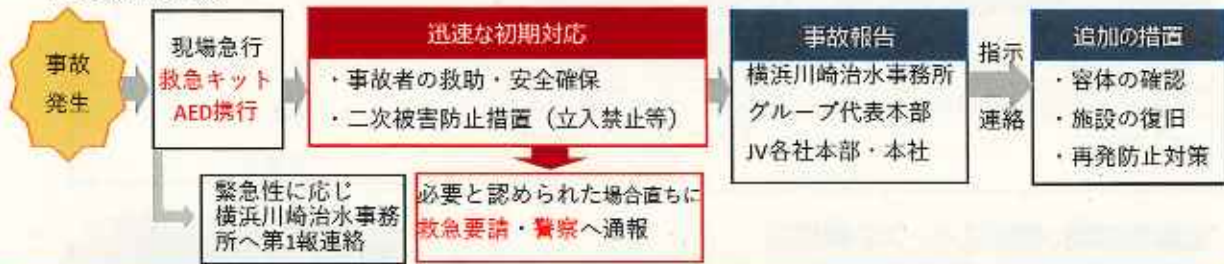 事故
発生
現場急行
救急キット
AED携行
迅速な初期対応
・事故者の救助・安全確保
・二次被害防止措置（立入禁止等）
事故報告
横浜川崎治水事務所
グループ代表本部
JV各社本部・本社
指示
連絡
追加の措置
・容体の確認
・施設の復旧
・再発防止対策
緊急性に応じ
横浜川崎治水事務
所へ第1報連絡
必要と認められた場合直ちに
救急要請・警察へ通報